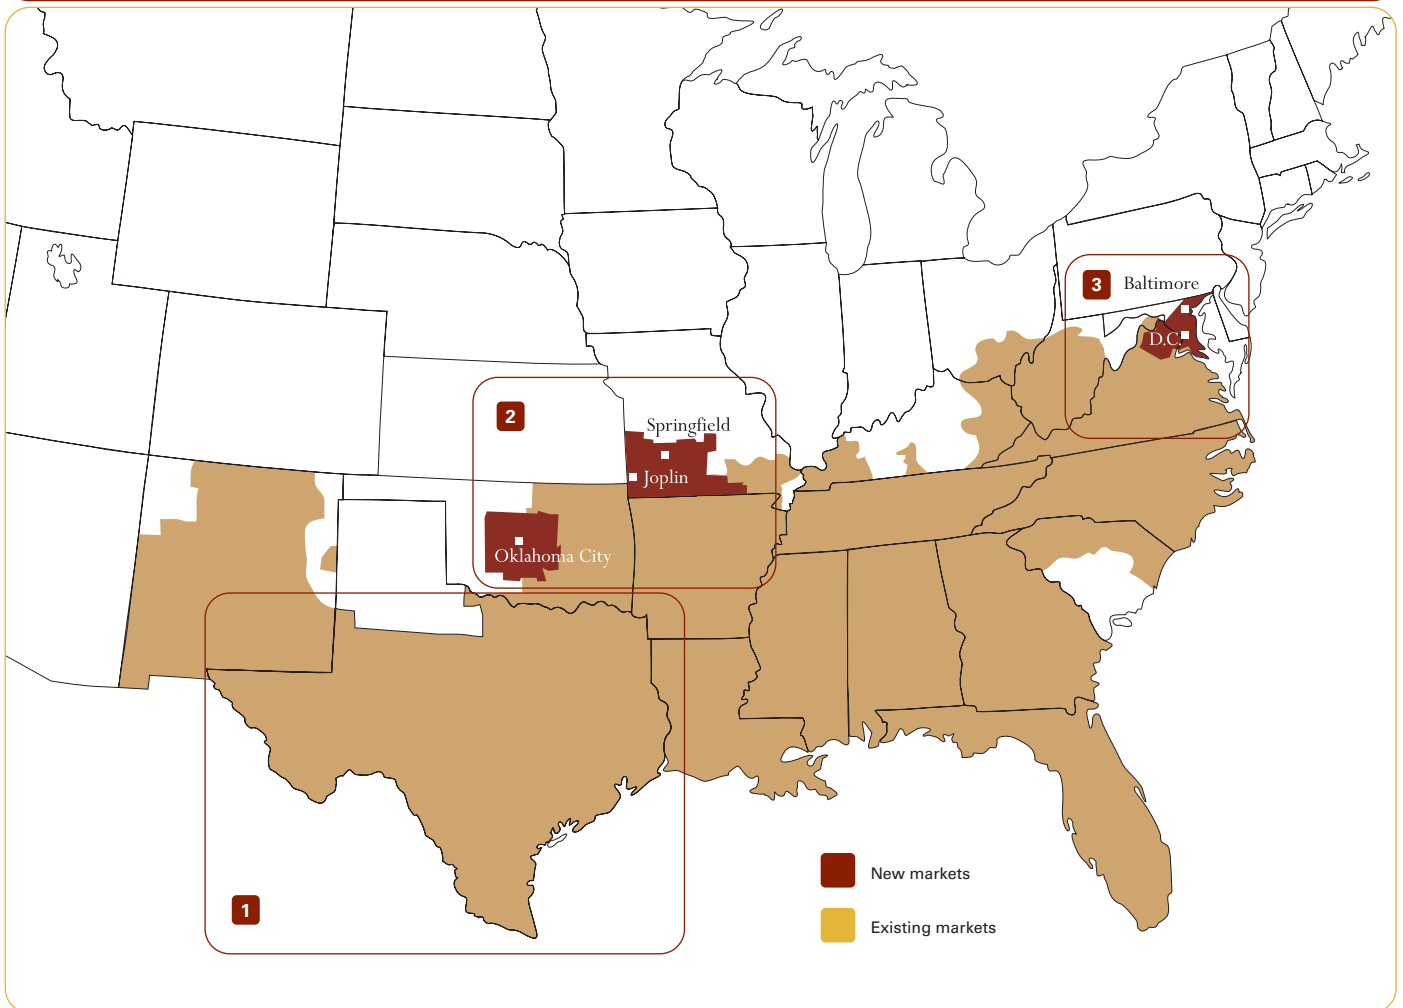 3 Baltimore
D.C.
2
Springfield
Joplin
Oklahoma City
1
New markets
Existing markets